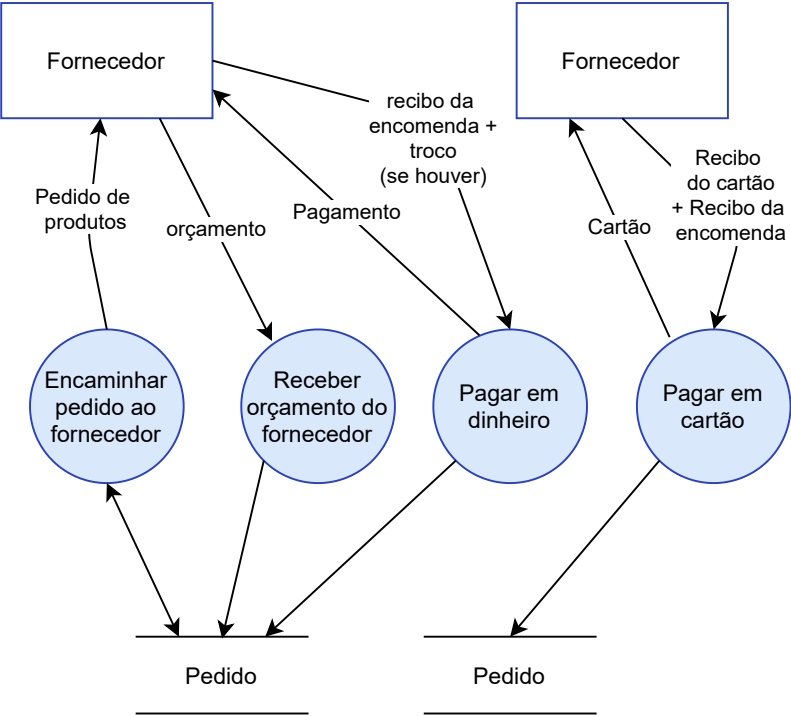 Fornecedor
Fornecedor
recibo da
encomenda +
troco
(se houver)
Recibo
do cartão
+ Recibo da
encomenda
Pedido de
produtos
orçamento
Pagamento
Cartão
Encaminhar
pedido ao
fornecedor
Receber
orçamento do
fornecedor
Pagar em
dinheiro
Pagar em
cartão
Pedido
Pedido